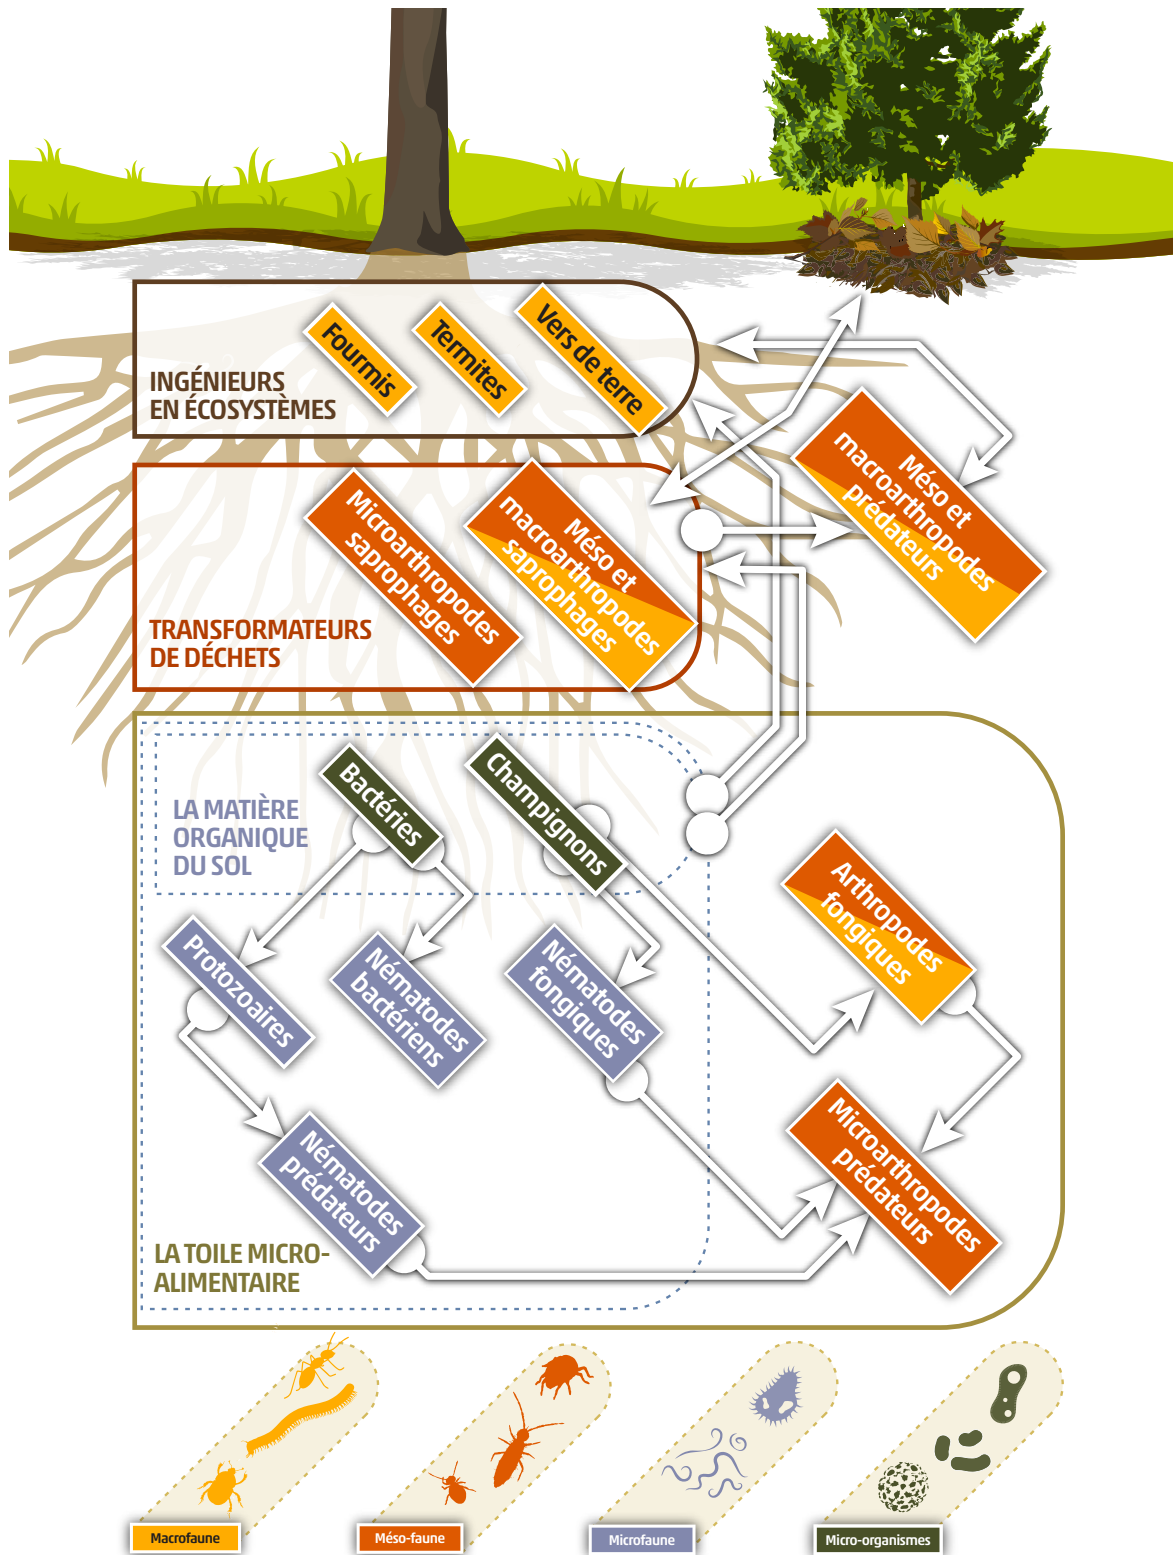 Fourmis
Termites
Vers de terre
INGÉNIEURS
EN ÉCOSYSTÈMES
Méso et
macroarthropodes
prédateurs
Microarthropodes
saprophages
Méso et
macroarthropodes
saprophages
TRANSFORMATEURS
DE DÉCHETS
Bactéries
Champignons
LA MATIÈRE
ORGANIQUE
DU SOL
Arthropodes
fongiques
Protozoaires
Nématodes
bactériens
Nématodes
fongiques
Nématodes
prédateurs
Microarthropodes
prédateurs
LA TOILE MICRO-
ALIMENTAIRE
Macrofaune
Méso-faune
Microfaune
Micro-organismes